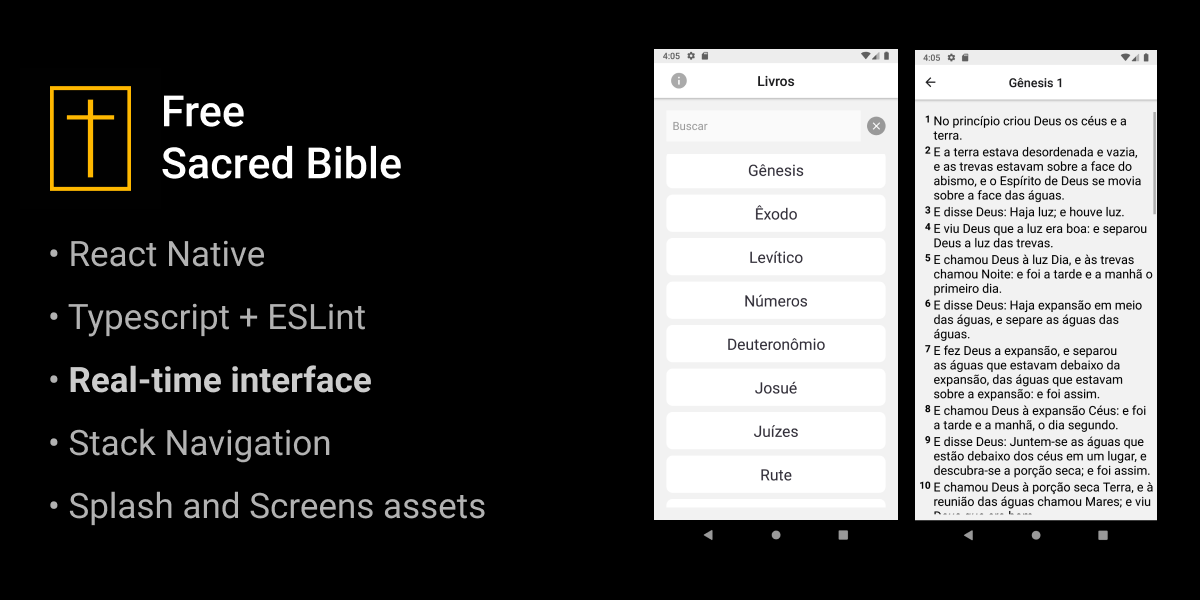 Free
Sacred Bible
• React Native
• Typescript + ESLint
• Real-time interface
• Stack Navigation
• Splash and Screens assets
4:05
Livros
Buscar
Gênesis
Êxodo
Levítico
Números
Deuteronômio
Josué
Juízes
Rute
4:05
Gênesis 1
1 No princípio criou Deus os céus e a
terra.
2 E a terra estava desordenada e vazia,
e as trevas estavam sobre a face do
abismo, e o Espírito de Deus se movia
sobre a face das águas.
3 E disse Deus: Haja luz; e houve luz.
4 E viu Deus que a luz era boa: e separou
Deus a luz das trevas.
5 E chamou Deus à luz Dia, e às trevas
chamou Noite: e foi a tarde e a manhã o
primeiro dia.
6 E disse Deus: Haja expansão em meio
das águas, e separe as águas das
águas.
7 E fez Deus a expansão, e separou
as águas que estavam debaixo da
expansão, das águas que estavam
sobre a expansão: e foi assim.
8 E chamou Deus à expansão Céus: e foi
a tarde e a manhã, o dia segundo.
9 E disse Deus: Juntem-se as águas que
estão debaixo dos céus em um lugar, e
descubra-se a porção seca; e foi assim.
10 E chamou Deus à porção seca Terra, e à
reunião das águas chamou Mares; e viu